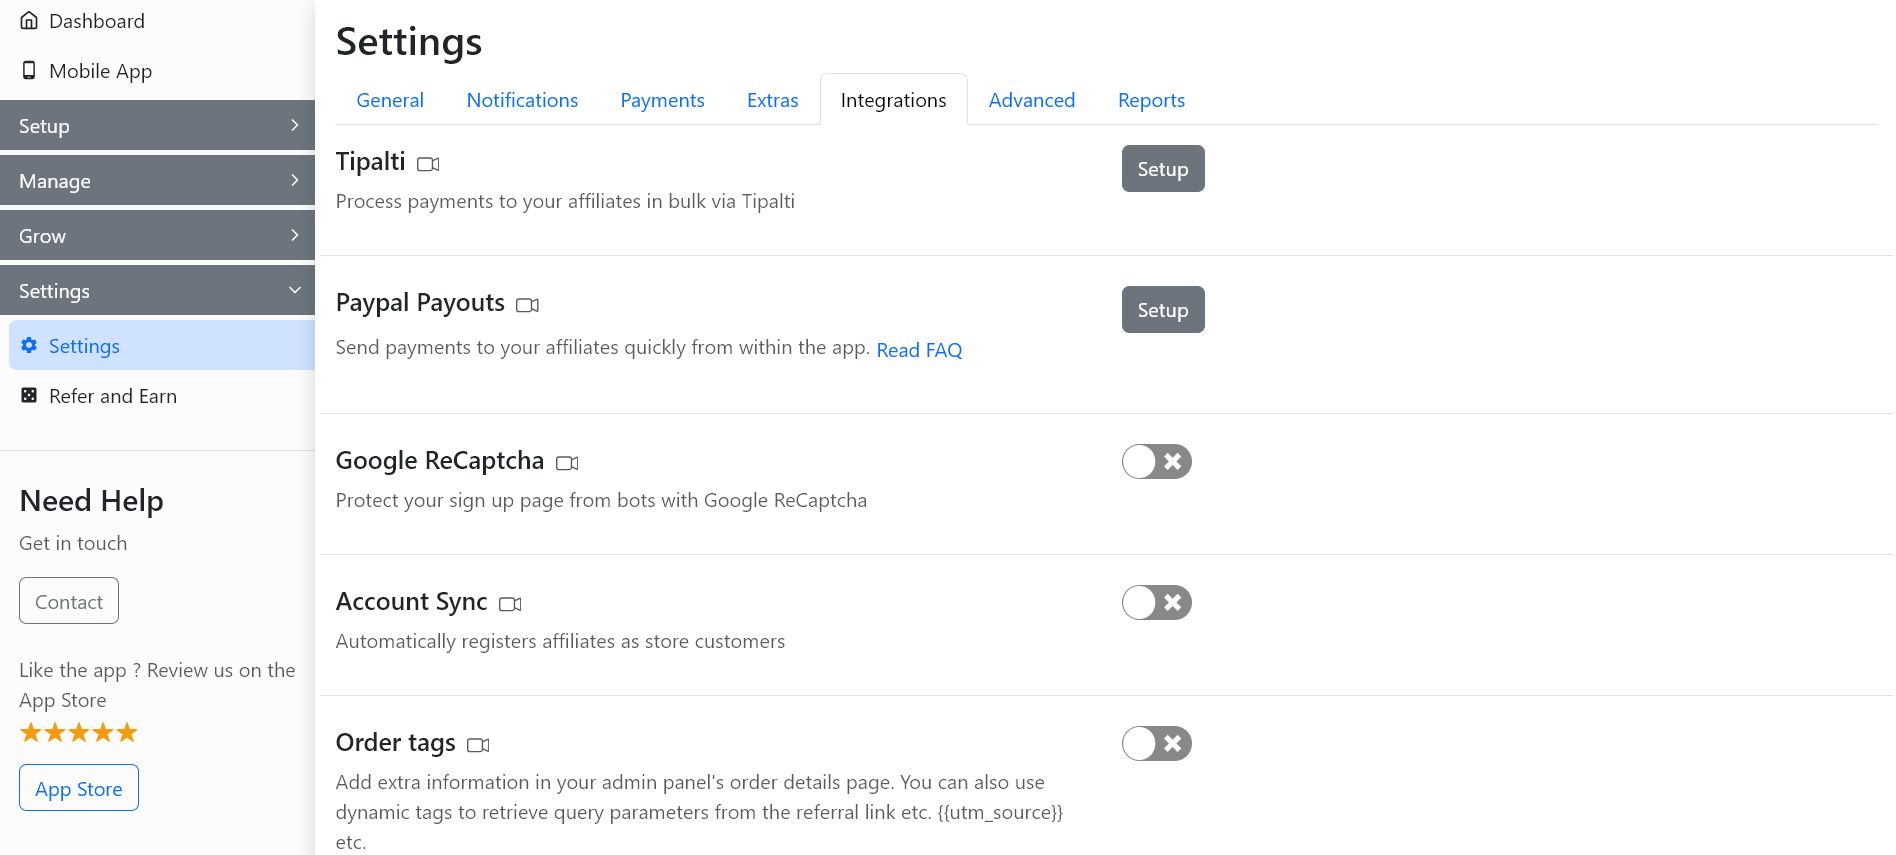 Dashboard
Mobile App
Setup
Manage
Grow
Settings
Settings
Refer and Earn
Need Help
Get in touch
Contact
Like the app ? Review us on the
App Store
App Store
Settings
General
Notifications
Payments
Extras
Integrations
Advanced
Reports
Tipalti
Setup
Process payments to your affiliates in bulk via Tipalti
Paypal Payouts
Setup
Send payments to your affiliates quickly from within the app. Read FAQ
Google ReCaptcha
Protect your sign up page from bots with Google ReCaptcha
Account Sync
Automatically registers affiliates as store customers
Order tags
Add extra information in your admin panel's order details page. You can also use
dynamic tags to retrieve query parameters from the referral link etc. {{utm_source}}
etc.